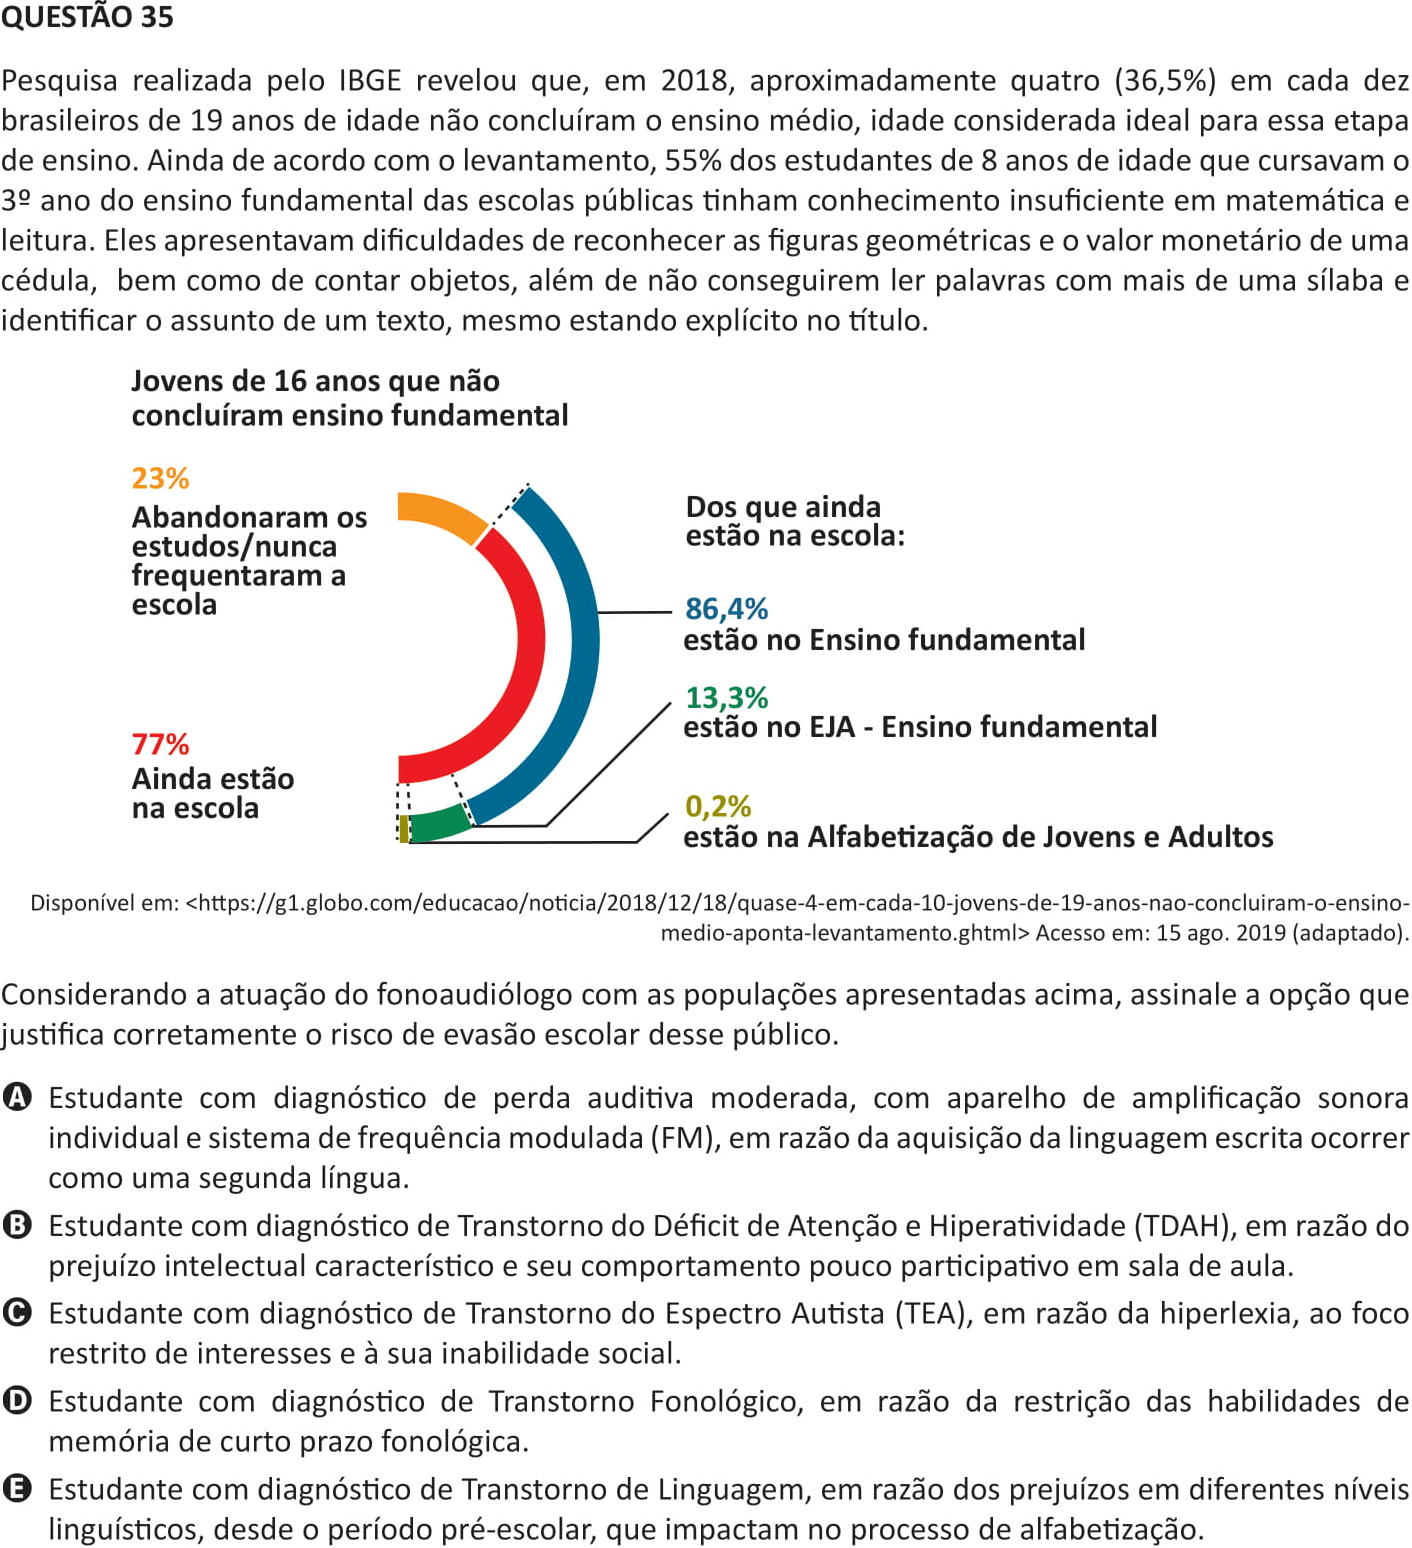 QUESTÃO 35
Pesquisa realizada pelo IBGE revelou que, em 2018, aproximadamente quatro (36,5%) em cada dez
brasileiros de 19 anos de idade não concluíram o ensino médio, idade considerada ideal para essa etapa
de ensino. Ainda de acordo com o levantamento, 55% dos estudantes de 8 anos de idade que cursavam o
3º ano do ensino fundamental das escolas públicas tinham conhecimento insuficiente em matemática e
leitura. Eles apresentavam dificuldades de reconhecer as figuras geométricas e o valor monetário de uma
cédula, bem como de contar objetos, além de não conseguirem ler palavras com mais de uma sílaba e
identificar o assunto de um texto, mesmo estando explícito no título.
Jovens de 16 anos que não
concluíram ensino fundamental
23%
Abandonaram os
estudos/nunca
frequentaram a
escola
77%
Ainda estão
na escola
Dos que ainda
estão na escola:
86,4%
estão no Ensino fundamental
13,3%
estão no EJA - Ensino fundamental
0,2%
estão na Alfabetização de Jovens e Adultos
Disponível em: <https://g1.globo.com/educacao/noticia/2018/12/18/quase-4-em-cada-10-jovens-de-19-anos-nao-concluiram-o-ensino-
medio-aponta-levantamento.ghtml> Acesso em: 15 ago. 2019 (adaptado).
Considerando a atuação do fonoaudiólogo com as populações apresentadas acima, assinale a opção que
justifica corretamente o risco de evasão escolar desse público.
A Estudante com diagnóstico de perda auditiva moderada, com aparelho de amplificação sonora
individual e sistema de frequência modulada (FM), em razão da aquisição da linguagem escrita ocorrer
como uma segunda língua.
B Estudante com diagnóstico de Transtorno do Déficit de Atenção e Hiperatividade (TDAH), em razão do
prejuízo intelectual característico e seu comportamento pouco participativo em sala de aula.
C Estudante com diagnóstico de Transtorno do Espectro Autista (TEA), em razão da hiperlexia, ao foco
restrito de interesses e à sua inabilidade social.
D Estudante com diagnóstico de Transtorno Fonológico, em razão da restrição das habilidades de
memória de curto prazo fonológica.
E Estudante com diagnóstico de Transtorno de Linguagem, em razão dos prejuízos em diferentes níveis
linguísticos, desde o período pré-escolar, que impactam no processo de alfabetização.